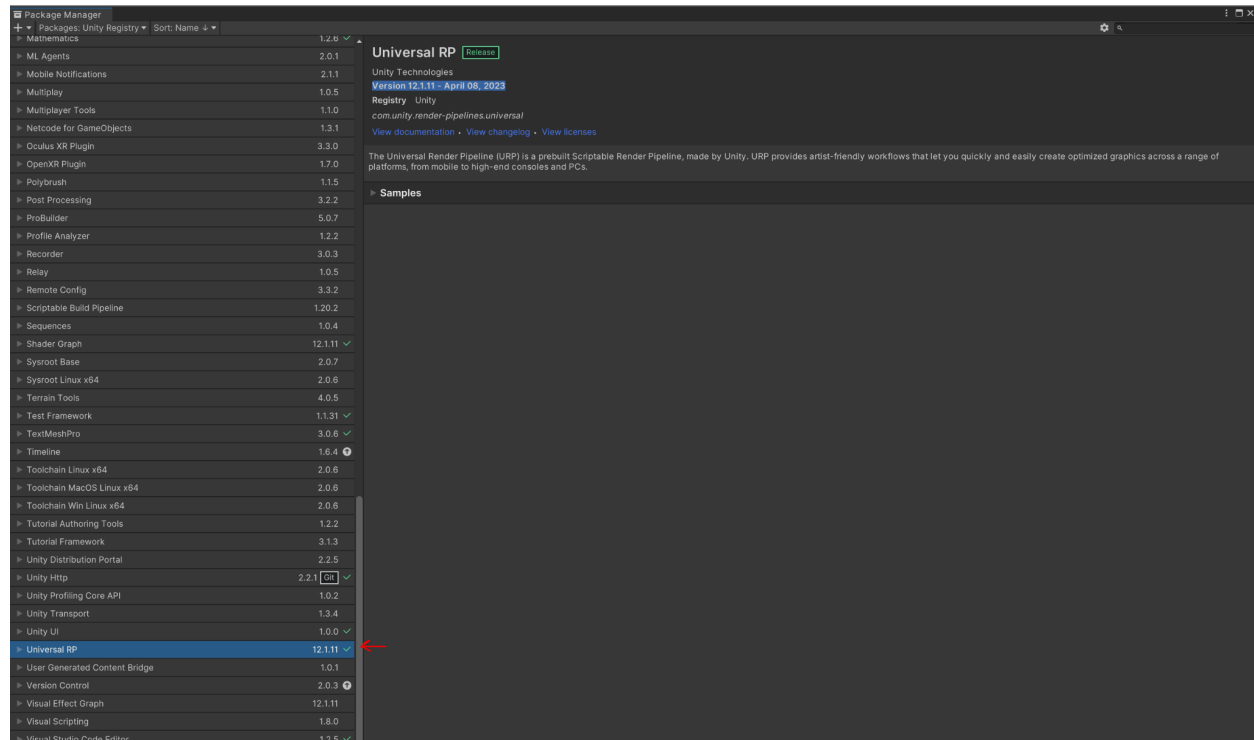 Package Manager
Packages: Unity Registry Sort: Name ↓
Mathematics 1.2.6
ML Agents 2.0.1
Mobile Notifications 2.1.1
Multiplay 1.0.5
Multiplayer Tools 1.1.0
Netcode for GameObjects 1.3.1
Oculus XR Plugin 3.3.0
OpenXR Plugin 1.7.0
Polybrush 1.1.5
Post Processing 3.2.2
ProBuilder 5.0.7
Profile Analyzer 1.2.2
Recorder 3.0.3
Relay 1.0.5
Remote Config 3.3.2
Scriptable Build Pipeline 1.20.2
Sequences 1.0.4
Shader Graph 12.1.11
Sysroot Base 2.0.7
Sysroot Linux x64 2.0.6
Terrain Tools 4.0.5
Test Framework 1.1.31
TextMeshPro 3.0.6
Timeline 1.6.4
Toolchain Linux x64 2.0.6
Toolchain MacOS Linux x64 2.0.6
Toolchain Win Linux x64 2.0.6
Tutorial Authoring Tools 1.2.2
Tutorial Framework 3.1.3
Unity Distribution Portal 2.2.5
Unity Http 2.2.1 Git
Unity Profiling Core API 1.0.2
Unity Transport 1.3.4
Unity UI 1.0.0
Universal RP 12.1.11
User Generated Content Bridge 1.0.1
Version Control 2.0.3
Visual Effect Graph 12.1.11
Visual Scripting 1.8.0
Visual Studio Code Editor 1.2.5
Universal RP Release
Unity Technologies
Version 12.1.11 - April 08, 2023
Registry Unity
com.unity.render-pipelines.universal
View documentation • View changelog • View licenses
The Universal Render Pipeline (URP) is a prebuilt Scriptable Render Pipeline, made by Unity. URP provides artist-friendly workflows that let you quickly and easily create optimized graphics across a range of
platforms, from mobile to high-end consoles and PCs.
Samples